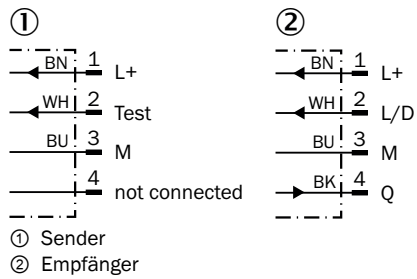 ① ②
BN 1 L+
WH 2 Test
BU 3 M
4 not connected
BN 1 L+
WH 2 L/D
BU 3 M
BK 4 Q
① Sender
② Empfänger